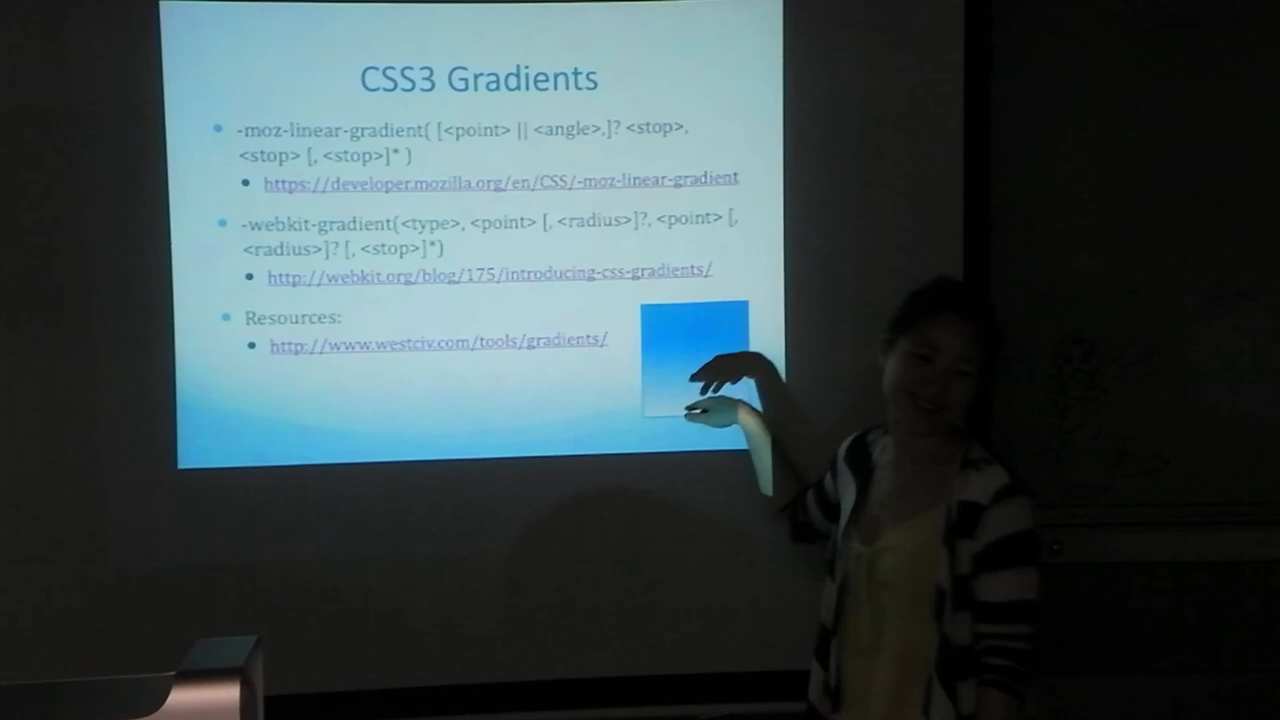 CSS3 Gradients
-moz-linear-gradient( [<point> || <angle>,]? <stop>,
<stop> [, <stop>]* )
https://developer.mozilla.org/en/CSS/-moz-linear-gradient
-webkit-gradient(<type>, <point> [, <radius>]?, <point> [,
<radius>]? [, <stop>]*)
http://webkit.org/blog/175/introducing-css-gradients/
Resources:
http://www.westciv.com/tools/gradients/